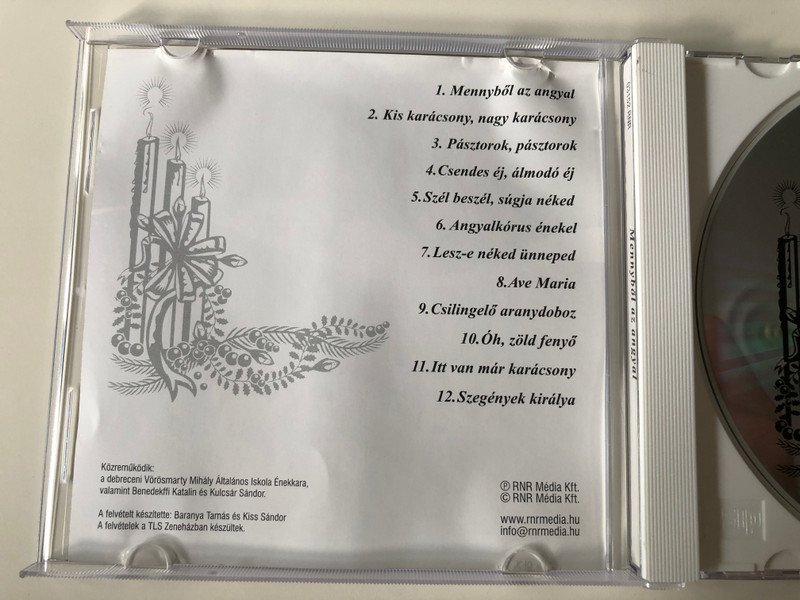 1. Mennyből az angyal
2. Kis karácsony, nagy karácsony
3. Pásztorok, pásztorok
4.Csendes éj, álmodó éj
5.Szél beszél, súgja néked
6. Angyalkórus énekel
7.Lesz-e néked ünneped
8.Ave Maria
9.Csilingelő aranydoboz
10.Óh, zöld fenyő
11.Itt van már karácsony
12.Szegények királya
Közreműködik:
a debreceni Vörösmarty Mihály Általános Iskola Énekkara,
valamint Benedekffi Katalin és Kulcsár Sándor.
A felvételt készítette: Baranya Tamás és Kiss Sándor
A felvételek a TLS Zeneházban készültek.
℗ RNR Média Kft.
© RNR Média Kft.
www.rnrmedia.hu
info@rnrmedia.hu
Mennyből az angyal